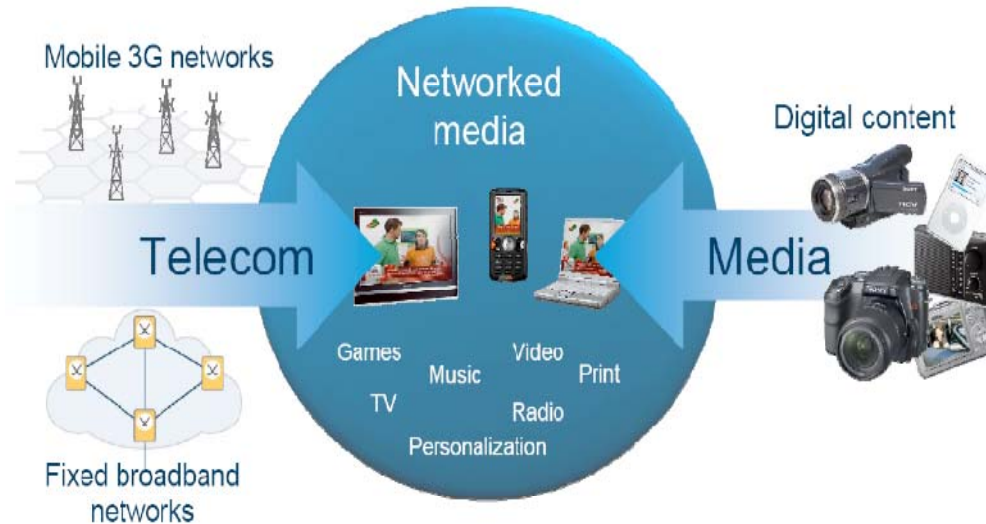 Mobile 3G networks
Networked
media
Digital content
Telecom
Media
Games
Video
Music
Print
TV
Radio
Personalization
Fixed broadband
networks